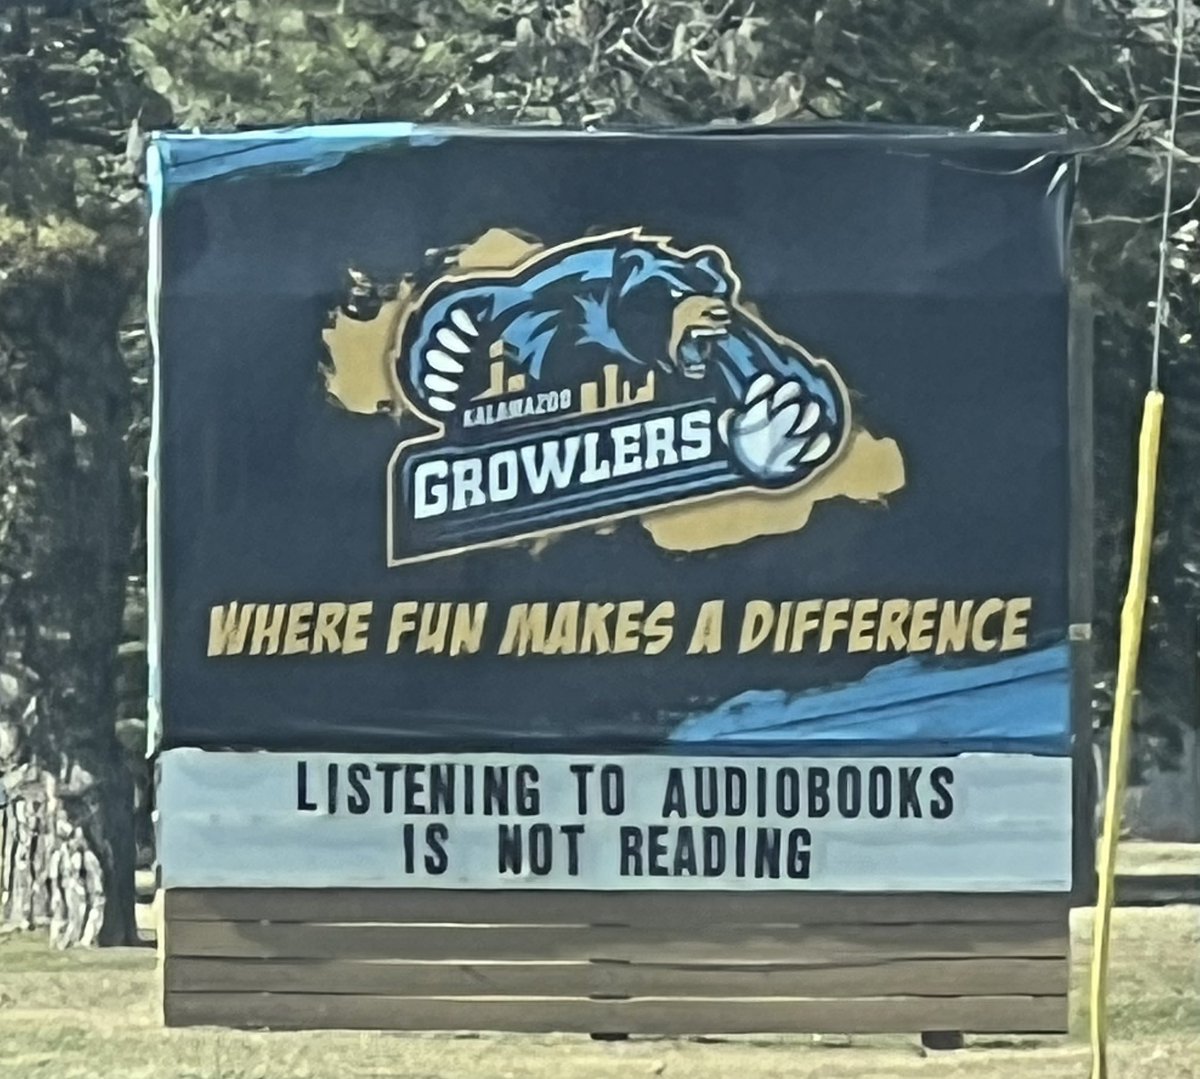 KALAMAZOO
GROWLERS
WHERE FUN MAKES A DIFFERENCE
LISTENING TO AUDIOBOOKS
IS NOT READING